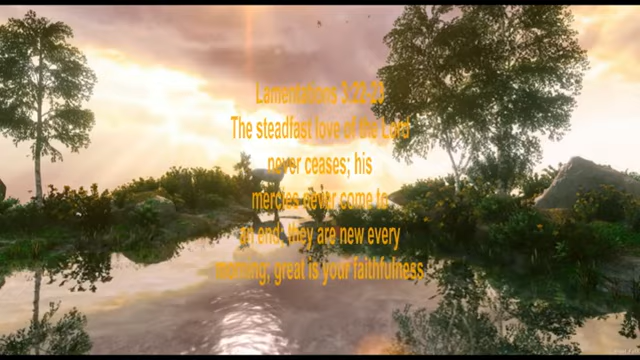 Lamentations 3:22-23
The steadfast love of the Lord
never ceases; his
mercies never come to
an end; they are new every
morning; great is your faithfulness